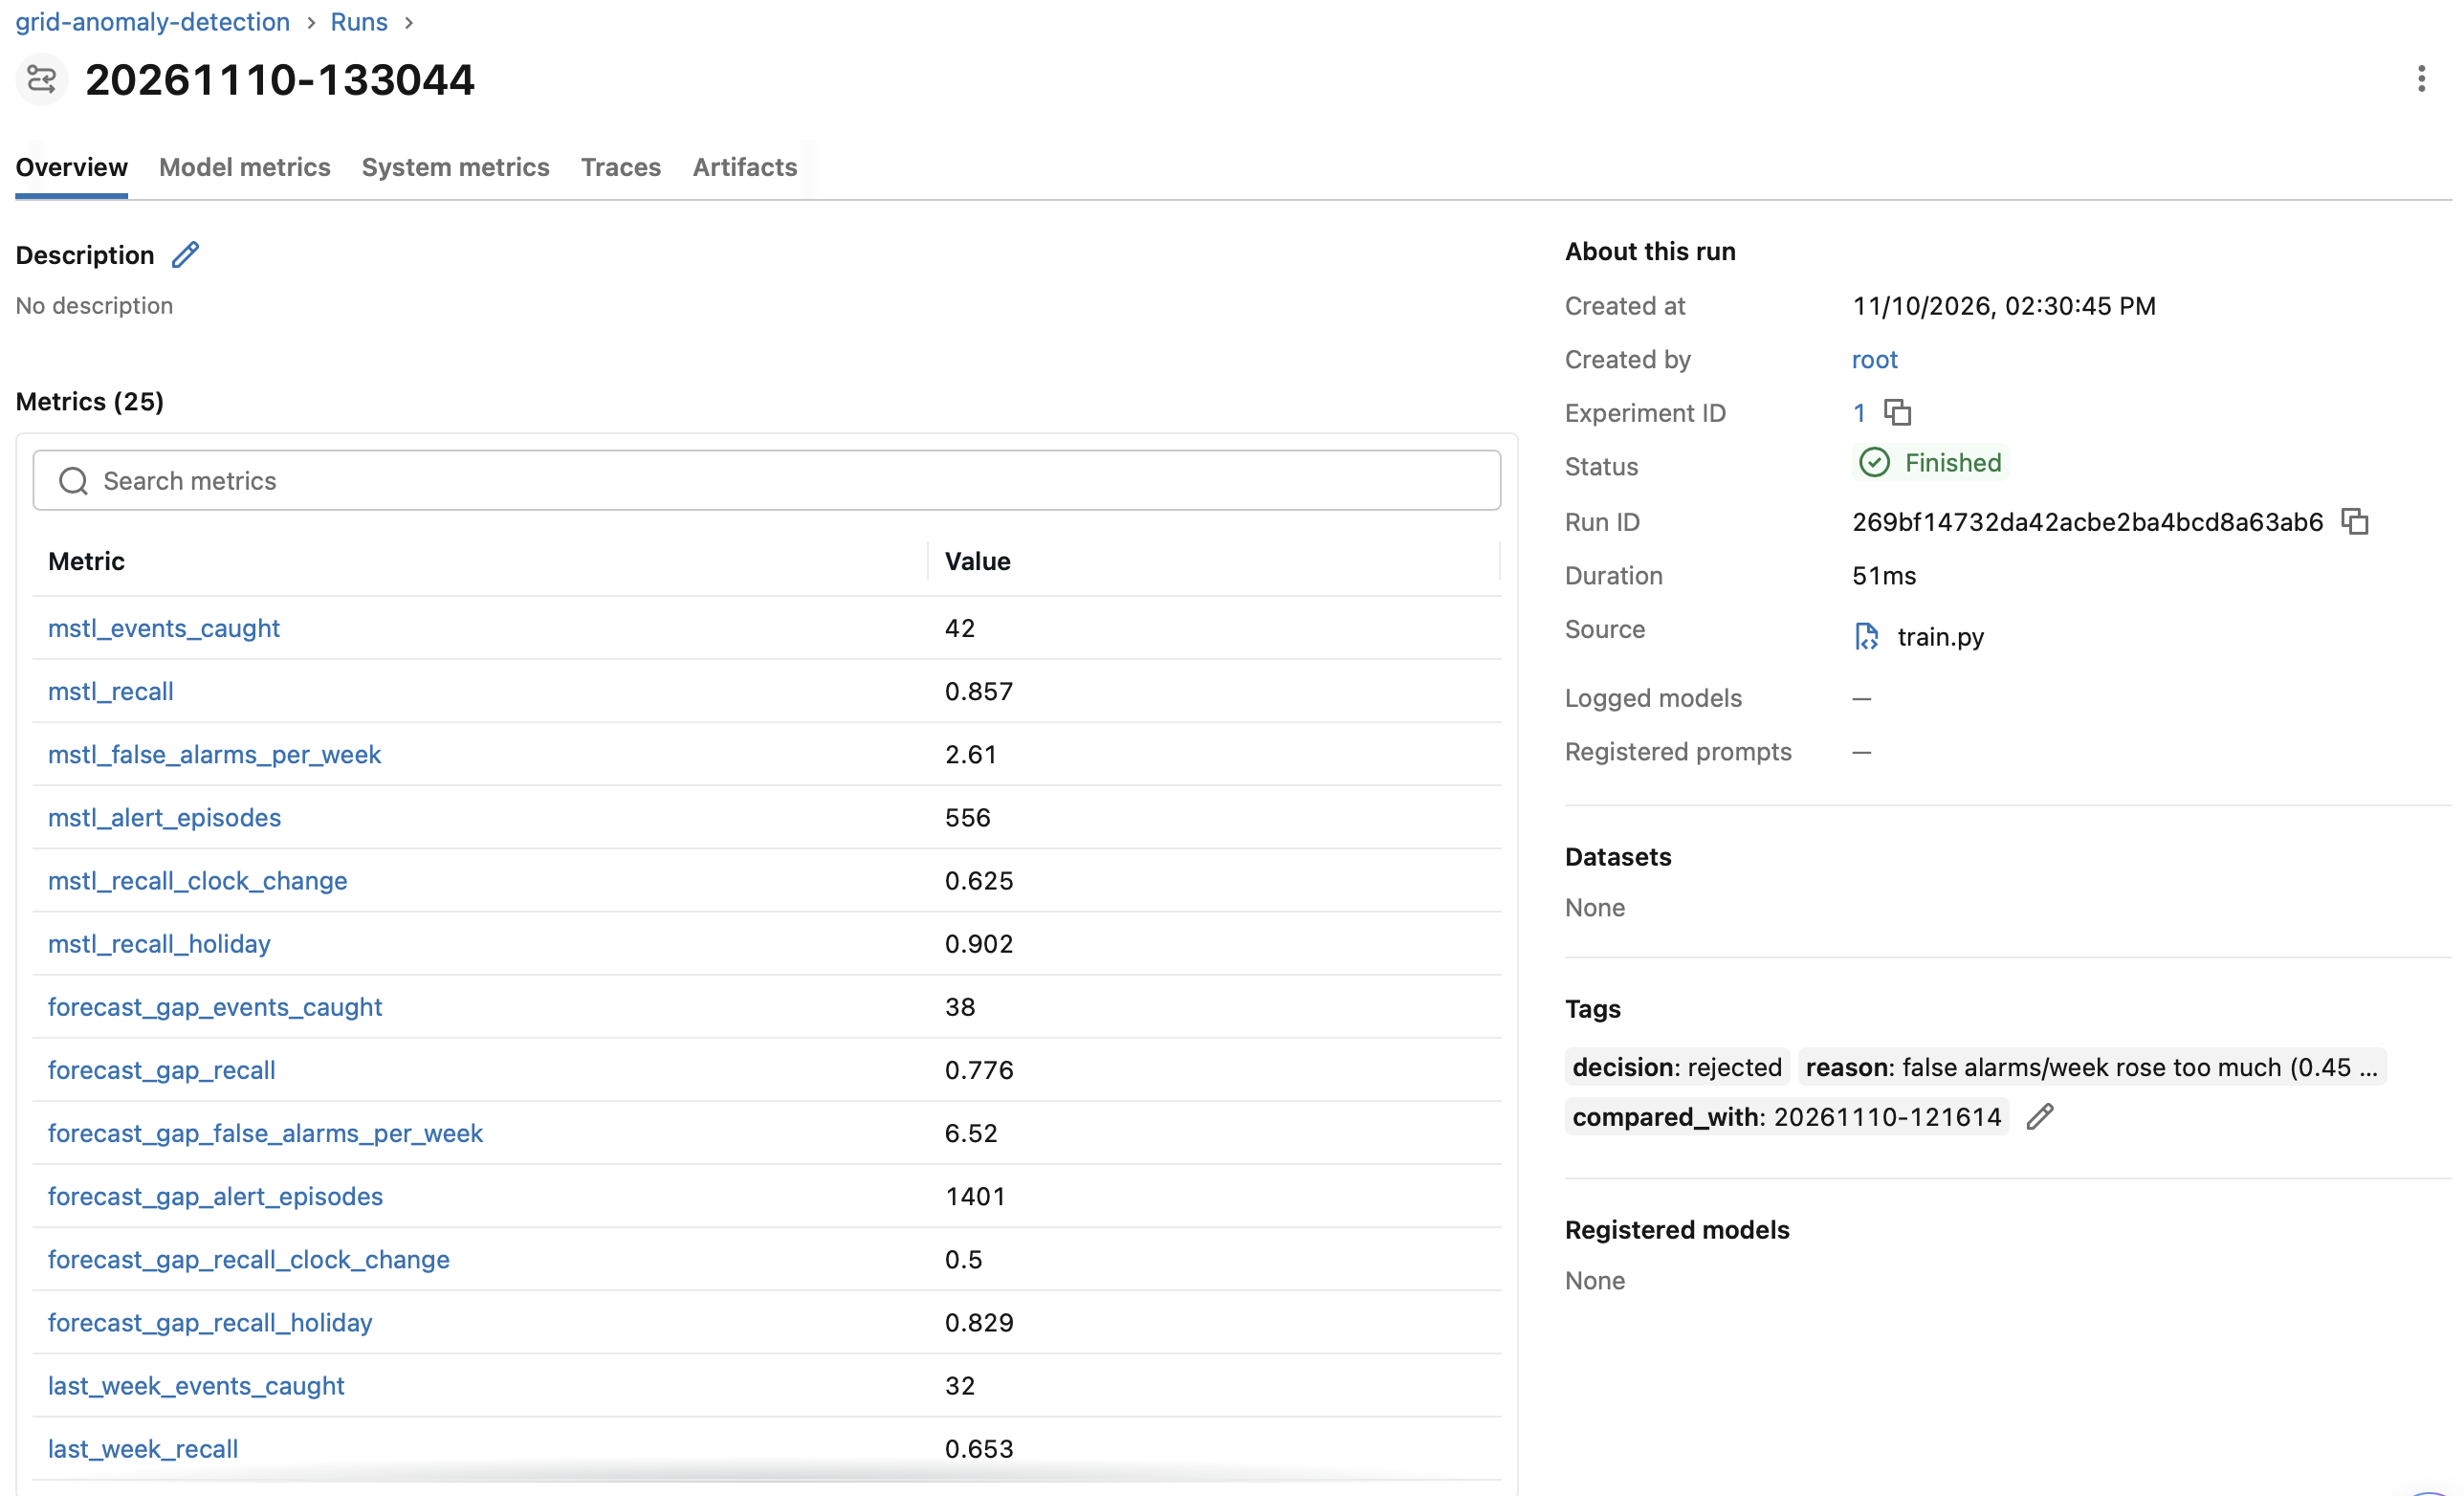 grid-anomaly-detection > Runs >
20261110-133044
Overview Model metrics System metrics Traces Artifacts
Description
No description
Metrics (25)
Search metrics
Metric Value
mstl_events_caught 42
mstl_recall 0.857
mstl_false_alarms_per_week 2.61
mstl_alert_episodes 556
mstl_recall_clock_change 0.625
mstl_recall_holiday 0.902
forecast_gap_events_caught 38
forecast_gap_recall 0.776
forecast_gap_false_alarms_per_week 6.52
forecast_gap_alert_episodes 1401
forecast_gap_recall_clock_change 0.5
forecast_gap_recall_holiday 0.829
last_week_events_caught 32
last_week_recall 0.653
About this run
Created at 11/10/2026, 02:30:45 PM
Created by root
Experiment ID 1
Status Finished
Run ID 269bf14732da42acbe2ba4bcd8a63ab6
Duration 51ms
Source train.py
Logged models —
Registered prompts —
Datasets
None
Tags
decision: rejected reason: false alarms/week rose too much (0.45 ...
compared_with: 20261110-121614
Registered models
None